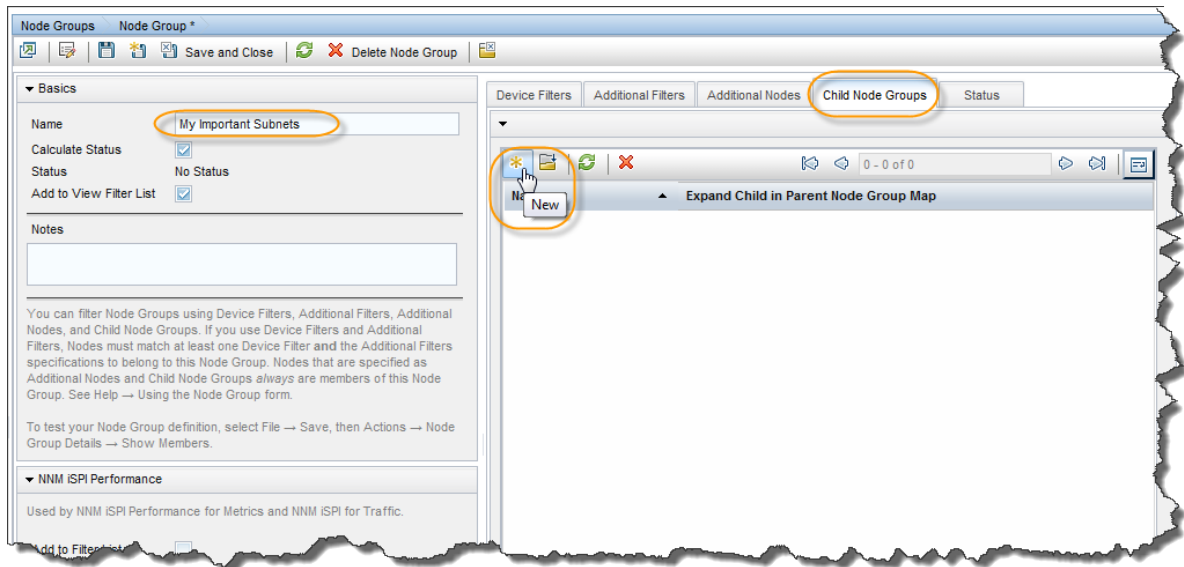 Node Groups Node Group *
Save and Close Delete Node Group
Basics
Name My Important Subnets
Calculate Status
Status No Status
Add to View Filter List
Notes
You can filter Node Groups using Device Filters, Additional Filters, Additional
Nodes, and Child Node Groups. If you use Device Filters and Additional
Filters, Nodes must match at least one Device Filter and the Additional Filters
specifications to belong to this Node Group. Nodes that are specified as
Additional Nodes and Child Node Groups always are members of this Node
Group. See Help → Using the Node Group form.
To test your Node Group definition, select File → Save, then Actions → Node
Group Details → Show Members.
NNM iSPI Performance
Used by NNM iSPI Performance for Metrics and NNM iSPI for Traffic.
Add to Filter List
Device Filters Additional Filters Additional Nodes Child Node Groups Status
0 - 0 of 0
Expand Child in Parent Node Group Map
New